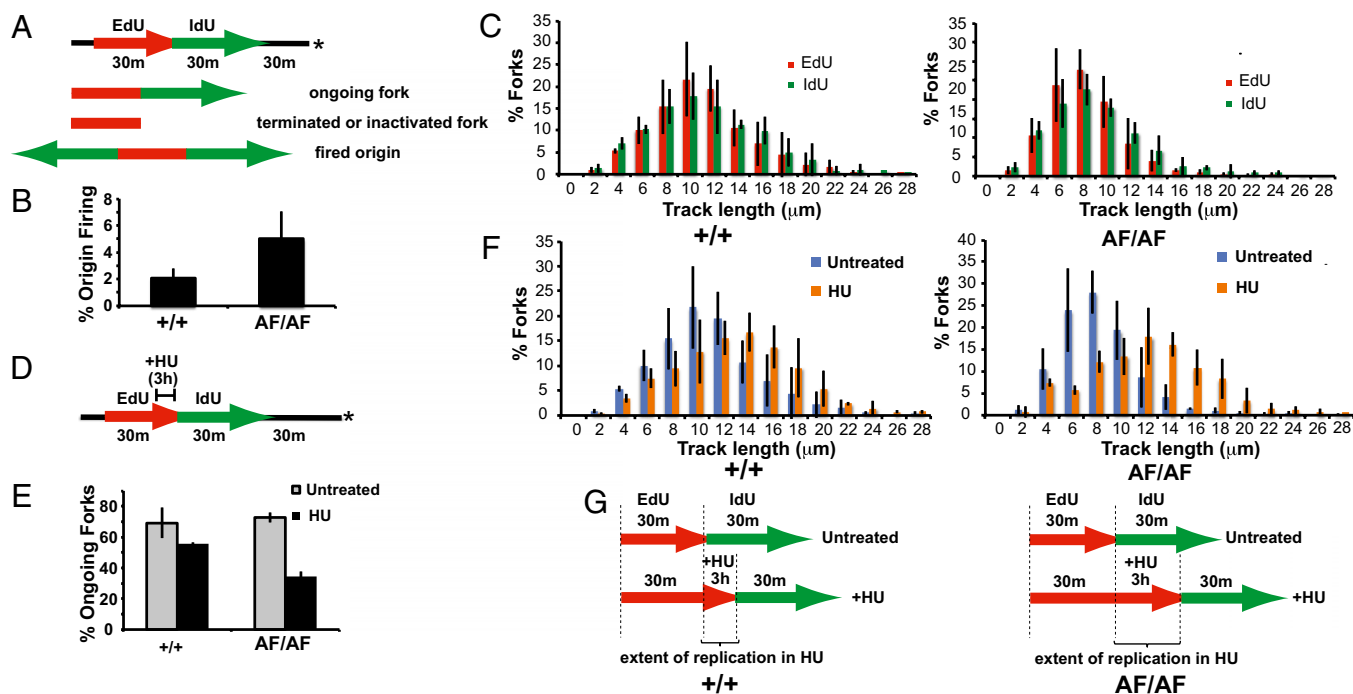 A
EdU IdU
30m 30m 30m *
ongoing fork
terminated or inactivated fork
fired origin
B
% Origin Firing
8
6
4
2
0
+/+ AF/AF
C
% Forks
35
30
25
20
15
10
5
0
EdU
IdU
0 2 4 6 8 10 12 14 16 18 20 22 24 26 28
Track length (μm)
+/+
% Forks
35
30
25
20
15
10
5
0
EdU
IdU
0 2 4 6 8 10 12 14 16 18 20 22 24 26 28
Track length (μm)
AF/AF
D
+HU
(3h)
EdU IdU
30m 30m 30m *
E
% Ongoing Forks
80
60
40
20
0
Untreated
HU
+/+ AF/AF
F
% Forks
35
30
25
20
15
10
5
0
Untreated
HU
0 2 4 6 8 10 12 14 16 18 20 22 24 26 28
Track length (μm)
+/+
% Forks
40
35
30
25
20
15
10
5
0
Untreated
HU
0 2 4 6 8 10 12 14 16 18 20 22 24 26 28
Track length (μm)
AF/AF
G
EdU IdU
30m 30m
Untreated
+HU
30m 3h 30m
+HU
extent of replication in HU
+/+
EdU IdU
30m 30m
Untreated
+HU
30m 3h 30m
+HU
extent of replication in HU
AF/AF